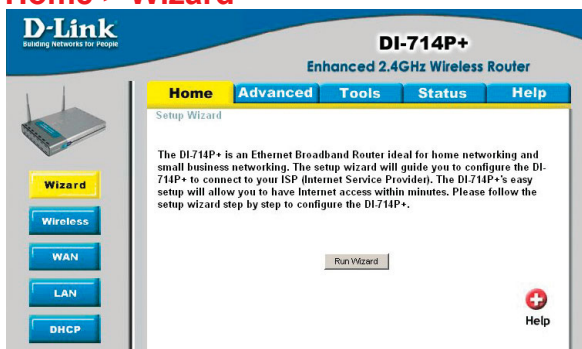 Home > Wizard
D-Link
Building Networks for People
DI-714P+
Enhanced 2.4GHz Wireless Router
Home Advanced Tools Status Help
Setup Wizard
The DI-714P+ is an Ethernet Broadband Router ideal for home networking and
small business networking. The setup wizard will guide you to configure the DI-
714P+ to connect to your ISP (Internet Service Provider). The DI-714P+'s easy
setup will allow you to have Internet access within minutes. Please follow the
setup wizard step by step to configure the DI-714P+.
Wizard
Wireless
WAN
LAN
DHCP
Run Wizard
Help